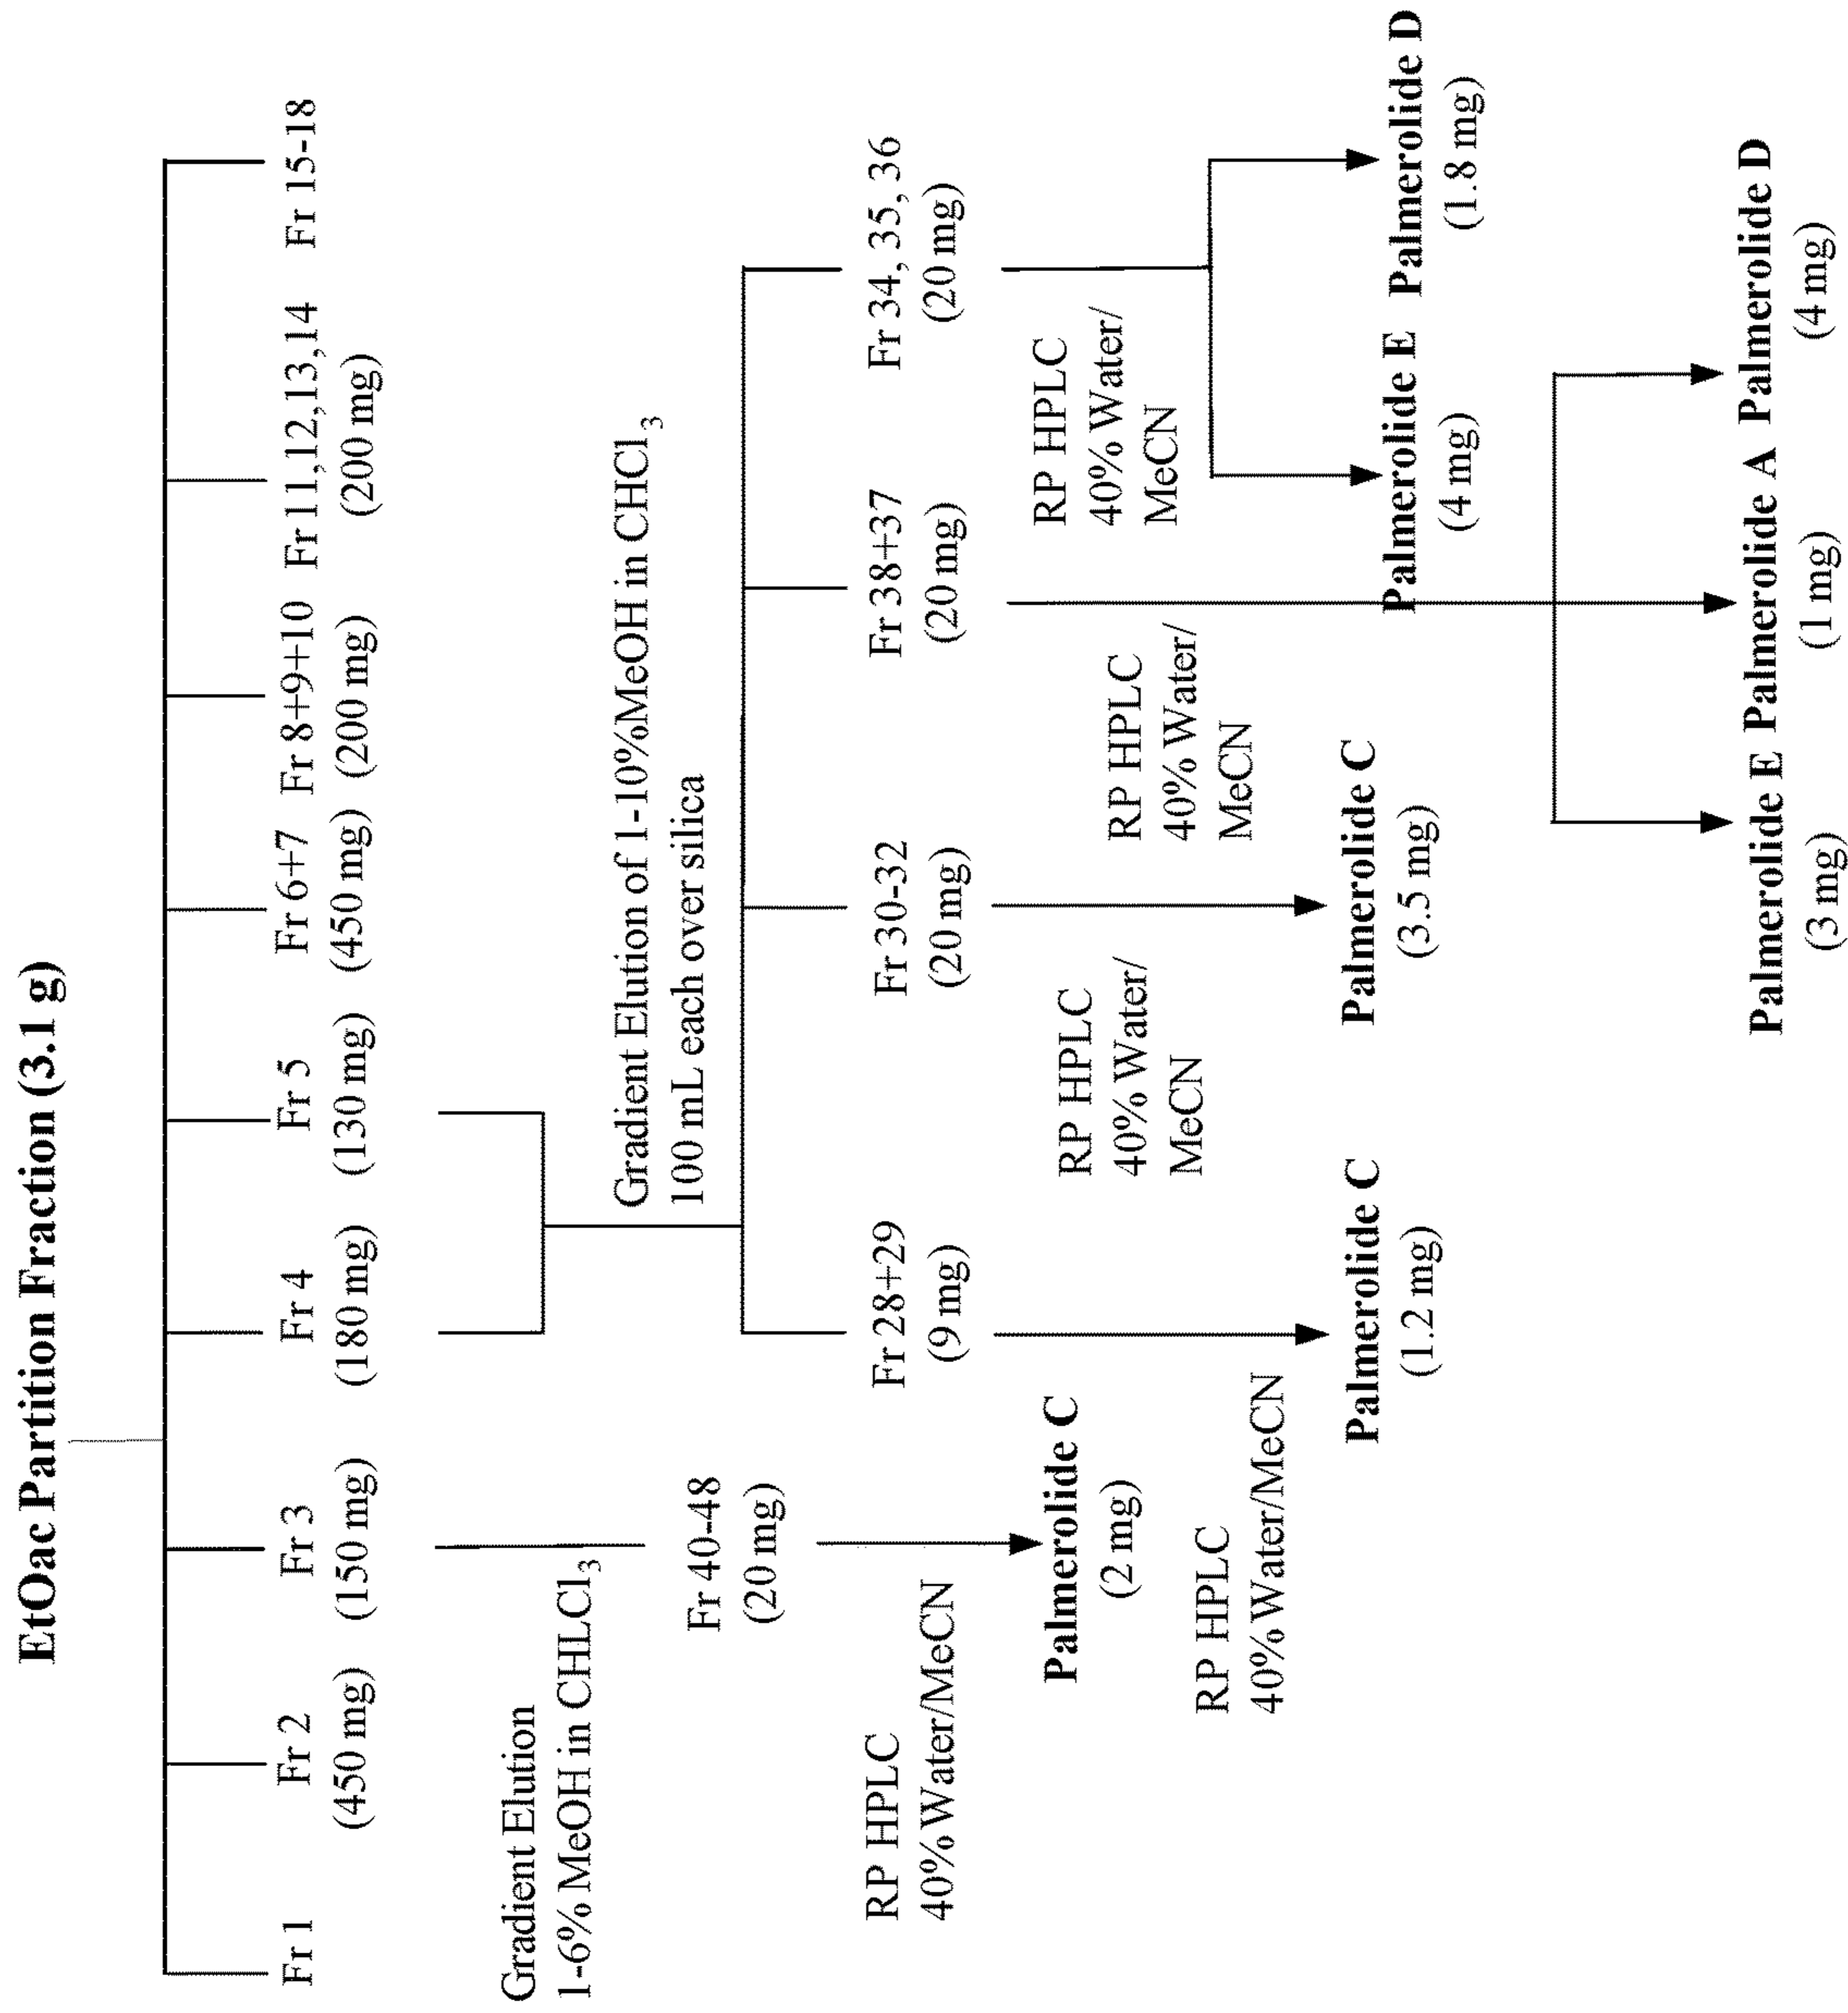 EtOac Partition Fraction (3.1 g)
Fr 1
Fr 2
(450 mg)
Fr 3
(150 mg)
Fr 4
(180 mg)
Fr 5
(130 mg)
Fr 6+7
(450 mg)
Fr 8+9+10
(200 mg)
Fr 11,12,13,14
(200 mg)
Fr 15-18
Gradient Elution
1-6% MeOH in CHLCl3
Gradient Elution of 1-10%MeOH in CHCl3
100 mL each over silica
Fr 40-48
(20 mg)
Fr 28+29
(9 mg)
Fr 30-32
(20 mg)
Fr 38+37
(20 mg)
Fr 34, 35, 36
(20 mg)
RP HPLC
40% Water/MeCN
Palmerolide C
(2 mg)
RP HPLC
40% Water/MeCN
RP HPLC
40% Water/
MeCN
RP HPLC
40% Water/
MeCN
RP HPLC
40% Water/
MeCN
Palmerolide C
(1.2 mg)
Palmerolide C
(3.5 mg)
Palmerolide E
(4 mg)
Palmerolide D
(1.8 mg)
Palmerolide E
(3 mg)
Palmerolide A
(1 mg)
Palmerolide D
(4 mg)